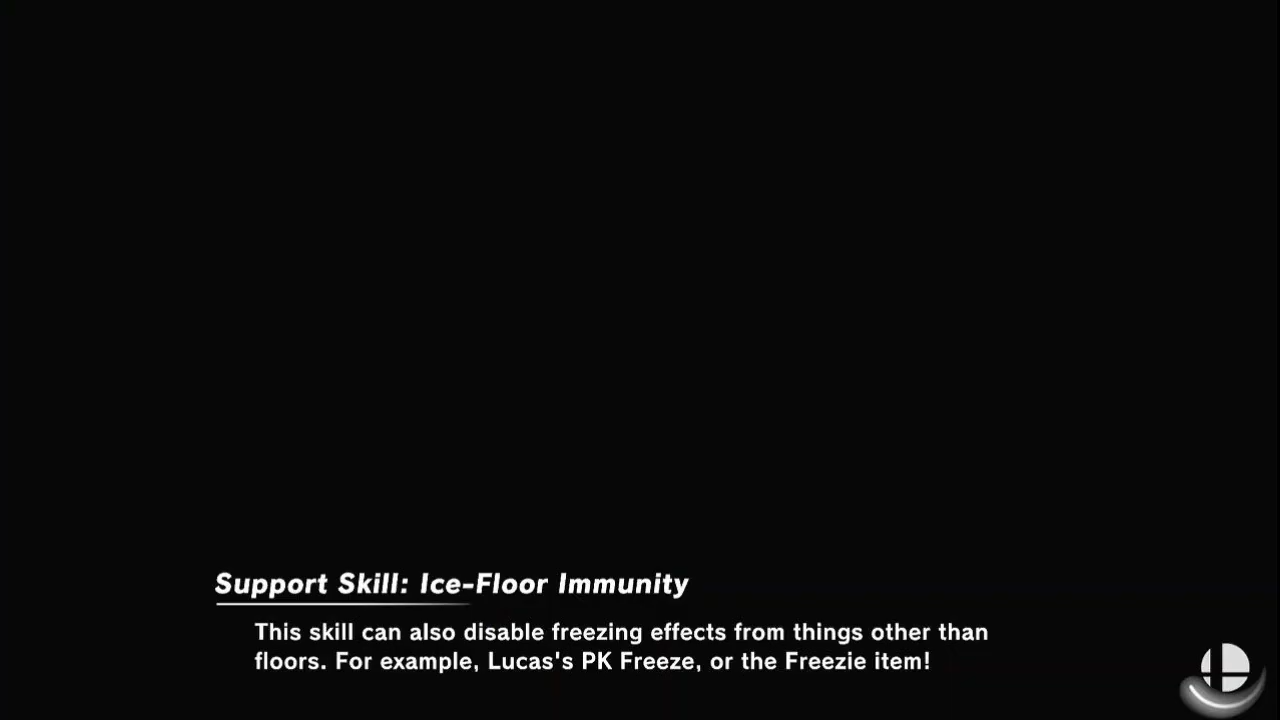 Support Skill: Ice-Floor Immunity
This skill can also disable freezing effects from things other than
floors. For example, Lucas's PK Freeze, or the Freezie item!